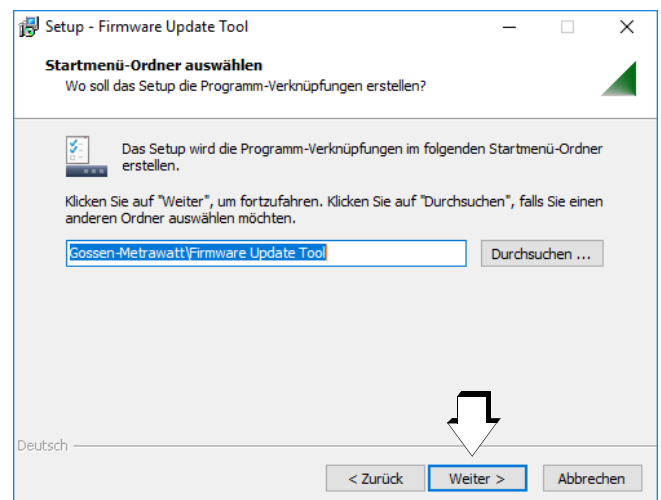 Setup - Firmware Update Tool
Startmenü-Ordner auswählen
Wo soll das Setup die Programm-Verknüpfungen erstellen?
Das Setup wird die Programm-Verknüpfungen im folgenden Startmenü-Ordner
erstellen.
Klicken Sie auf "Weiter", um fortzufahren. Klicken Sie auf "Durchsuchen", falls Sie einen
anderen Ordner auswählen möchten.
Gossen-Metrawatt\Firmware Update Tool
Durchsuchen ...
Deutsch
< Zurück
Weiter >
Abbrechen